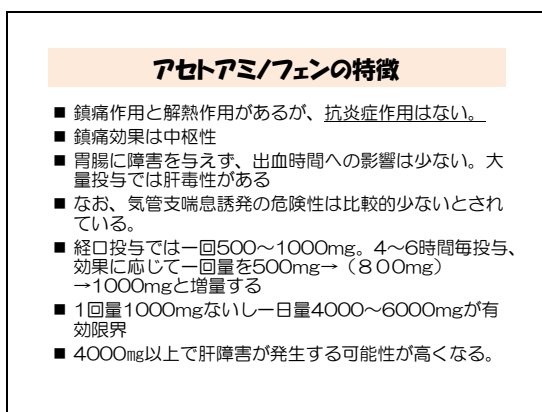 アセトアミノフェンの特徴
■ 鎮痛作用と解熱作用があるが、抗炎症作用はない。
■ 鎮痛効果は中枢性
■ 胃腸に障害を与えず、出血時間への影響は少ない。大
量投与では肝毒性がある
■ なお、気管支喘息誘発の危険性は比較的少ないとされ
ている。
■ 経口投与では一回500〜1000mg。4〜6時間毎投与、
効果に応じて一回量を500mg→（８００mg）
→1000mgと増量する
■ 1回量1000mgないし一日量4000〜6000mgが有
効限界
■ 4000㎎以上で肝障害が発生する可能性が高くなる。